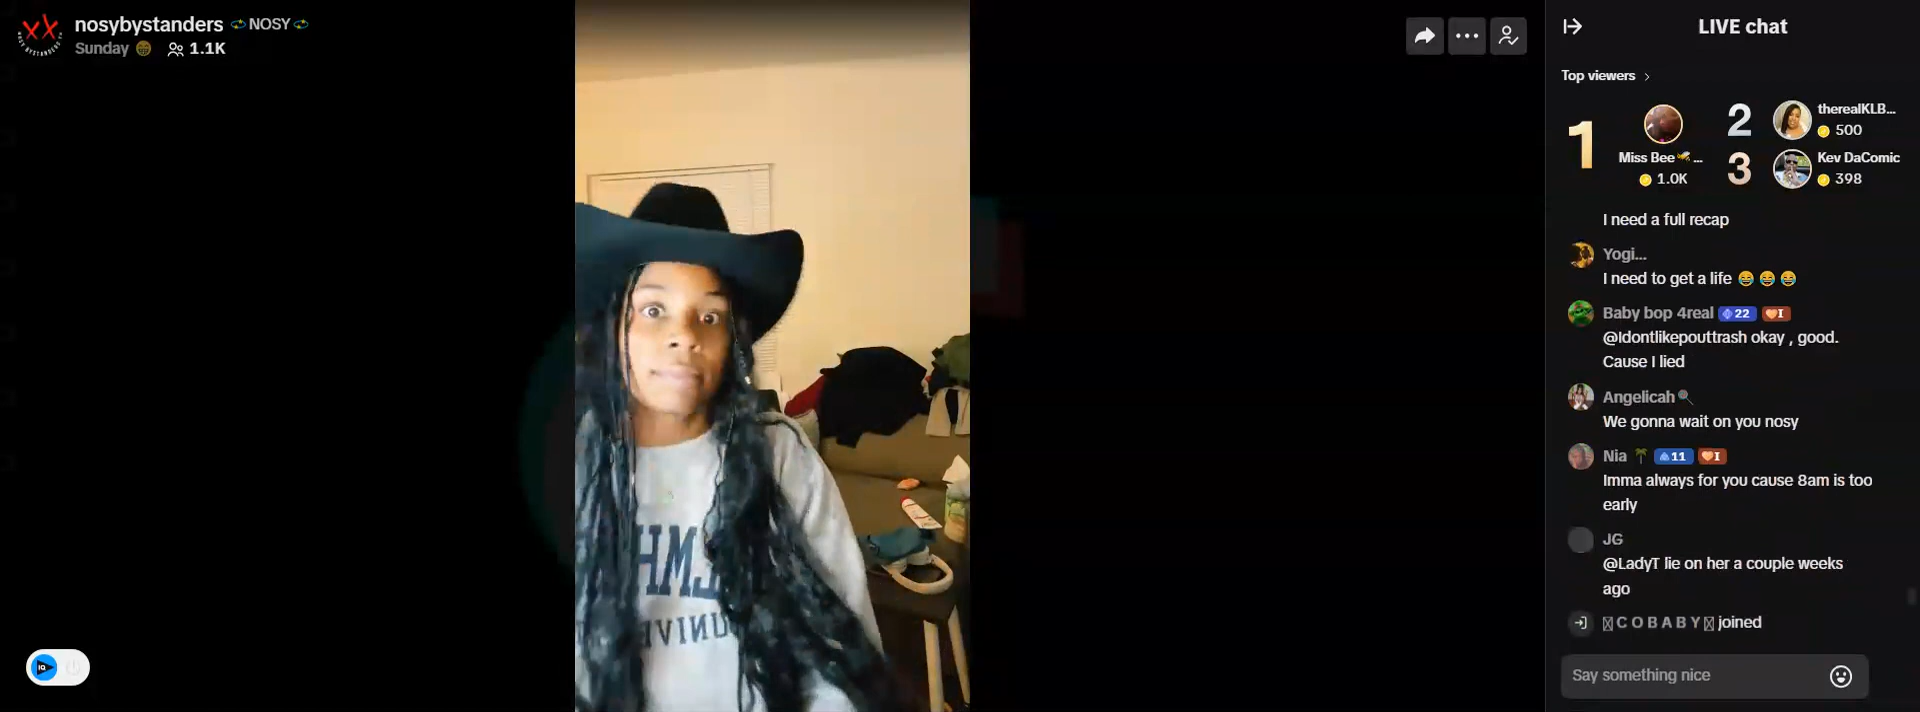 nosybystanders NOSY
Sunday 1.1K
LIVE chat
Top viewers
1
Miss Bee ...
1.0K
2
therealKLB...
500
3
Kev DaComic
398
I need a full recap
Yogi...
I need to get a life 😂 😂 😂
Baby bop 4real 22 I
@Idontlikepouttrash okay , good.
Cause I lied
Angelicah
We gonna wait on you nosy
Nia 🌴 11 I
Imma always for you cause 8am is too
early
JG
@LadyT lie on her a couple weeks
ago
C O B A B Y joined
Say something nice